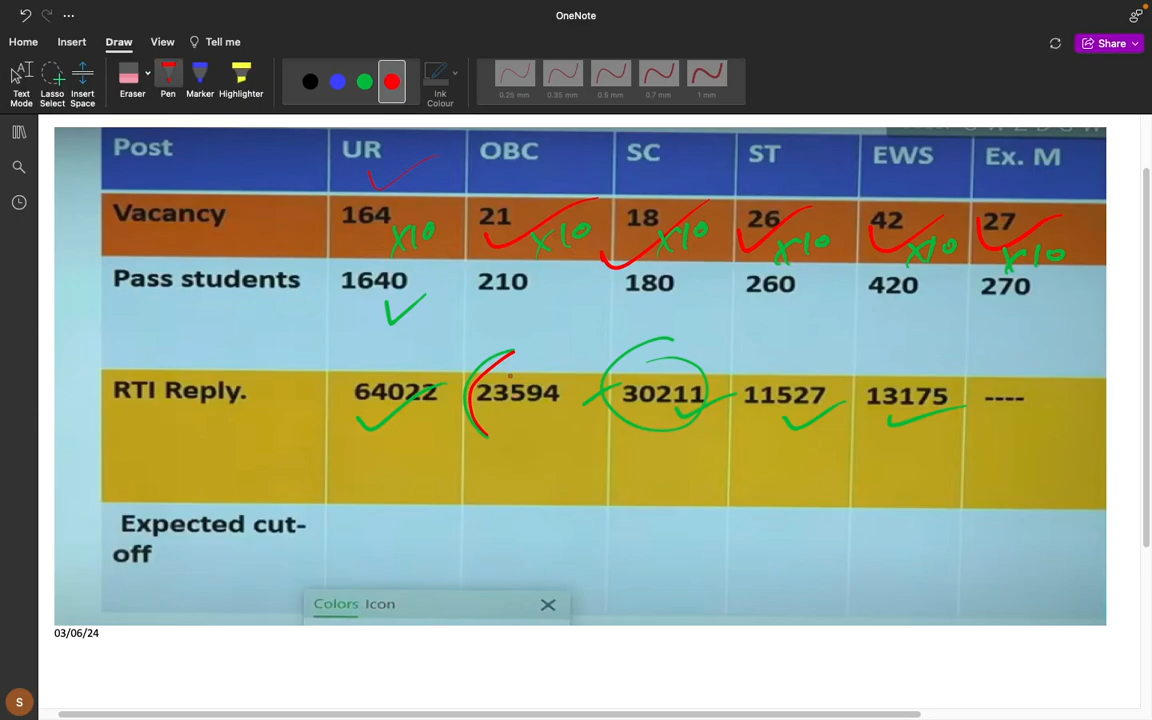 OneNote
Home Insert Draw View Tell me
Share
Text Mode
Lasso Select
Insert Space
Eraser
Pen
Marker
Highlighter
Ink Colour
0.25 mm 0.35 mm 0.5 mm 0.7 mm 1 mm
Post UR OBC SC ST EWS Ex. M
Vacancy 164 21 18 26 42 27
X10 X10 X10 X10 X10 X10
Pass students 1640 210 180 260 420 270
RTI Reply. 64022 23594 30211 11527 13175 ----
Expected cut-
off
Colors Icon
03/06/24
S